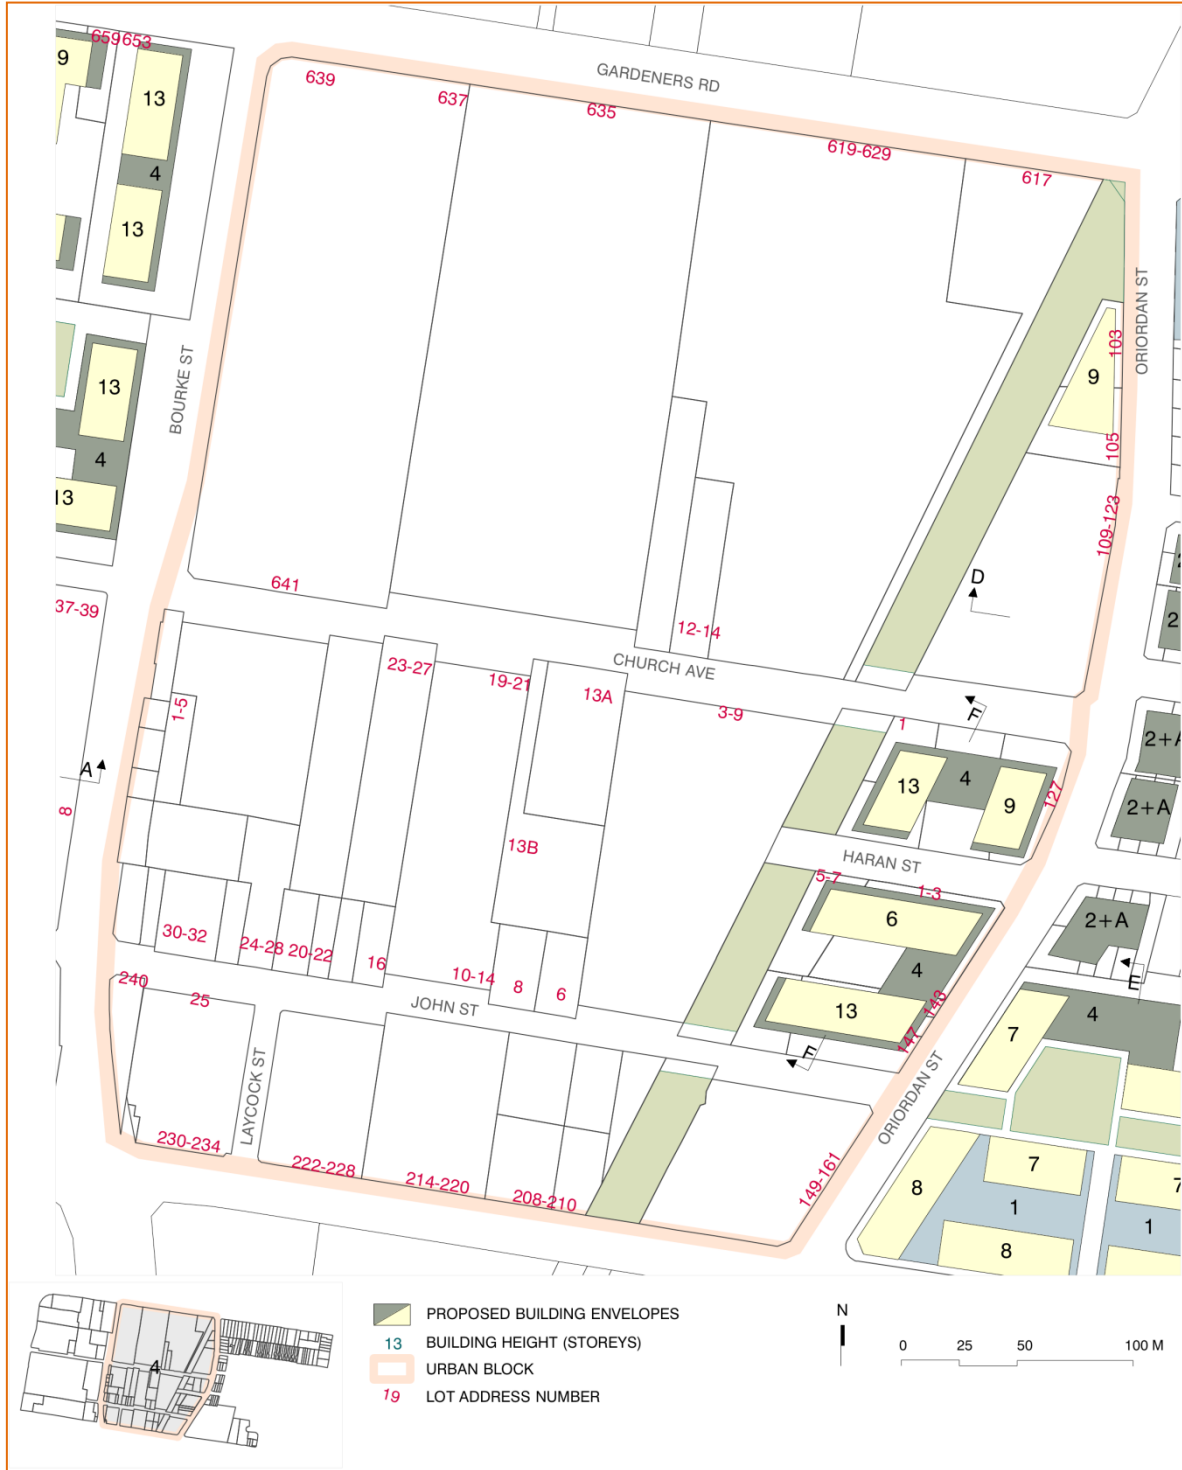 GARDENERS RD
659
653
9
13
4
13
639
637
635
619-629
617
ORIORDAN ST
103
9
105
109-123
BOURKE ST
13
4
13
37-39
641
12-14
D
CHURCH AVE
23-27
19-21
13A
3-9
1-5
A
8
F
1
13
4
9
127
2+A
2+A
13B
HARAN ST
5-7
1-3
6
4
13
143
147
F
2+A
E
30-32
24-28
20-22
16
10-14
8
6
240
25
JOHN ST
LAYCOCK ST
230-234
222-228
214-220
208-210
149-161
ORIORDAN ST
7
4
8
7
7
1
1
8
4
PROPOSED BUILDING ENVELOPES
13 BUILDING HEIGHT (STOREYS)
URBAN BLOCK
19 LOT ADDRESS NUMBER
N
0 25 50 100 M